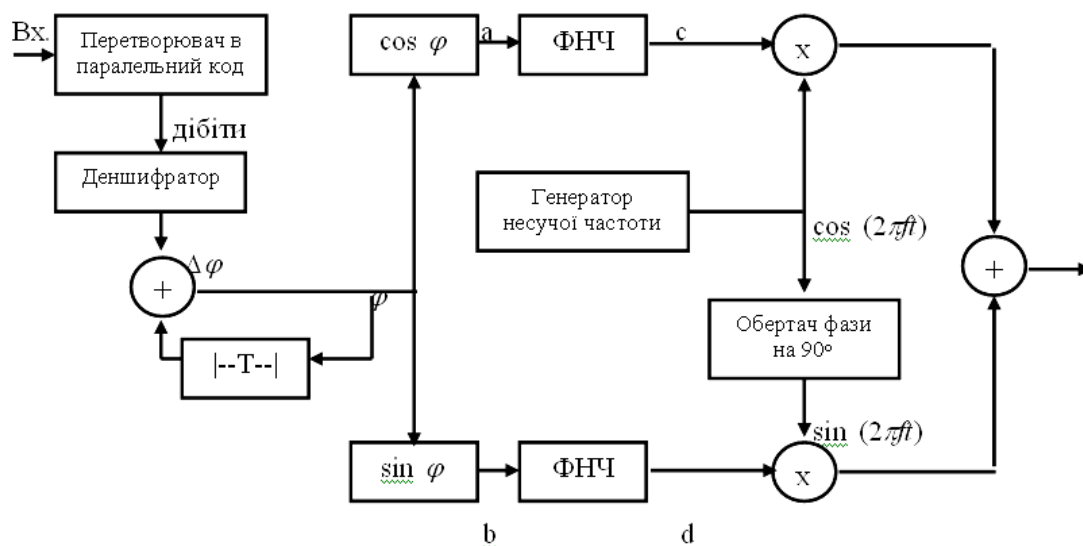 Вх.
Перетворювач в
паралельний код
дібіти
Деншифратор
+
Δφ
φ
|--T--|
cos φ
a
ФНЧ
c
x
Генератор
несучої частоти
cos (2πft)
Обертач фази
на 90º
sin (2πft)
+
sin φ
ФНЧ
x
b
d